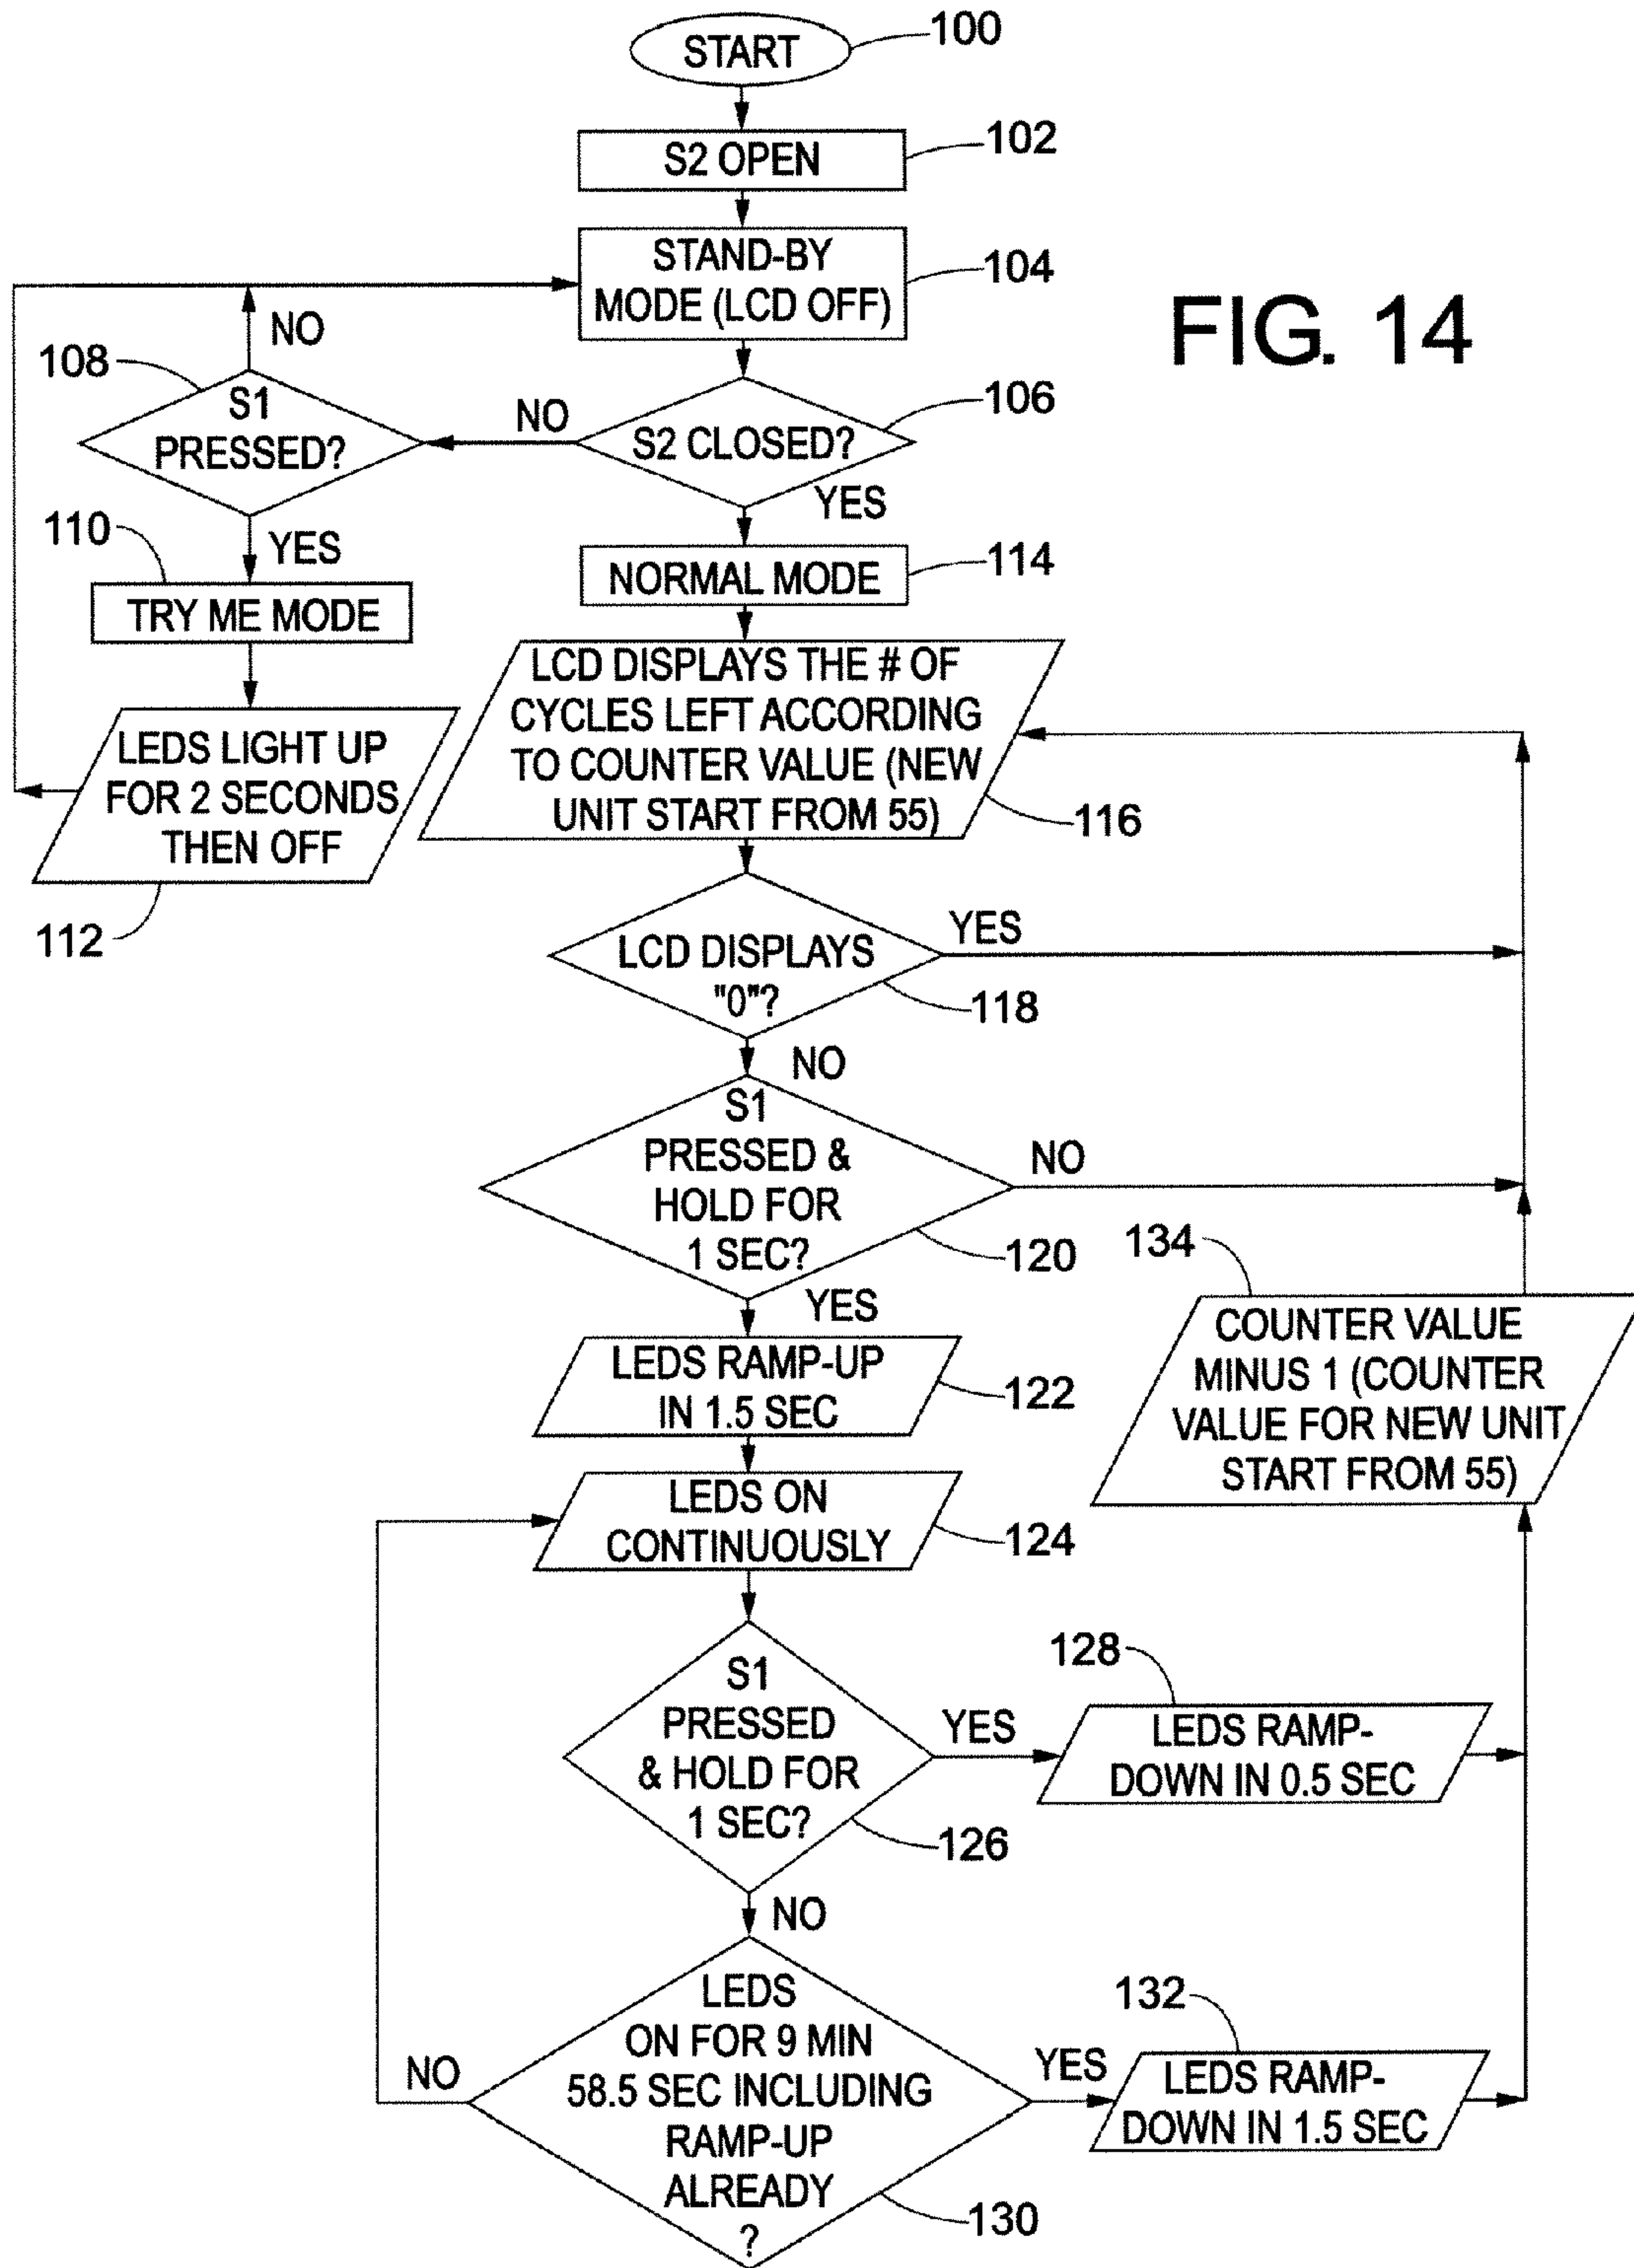 START
100
S2 OPEN
102
STAND-BY
MODE (LCD OFF)
104
FIG. 14
NO
108
S1
PRESSED?
NO
S2 CLOSED?
106
YES
110
YES
TRY ME MODE
NORMAL MODE
114
LEDS LIGHT UP
FOR 2 SECONDS
THEN OFF
112
LCD DISPLAYS THE # OF
CYCLES LEFT ACCORDING
TO COUNTER VALUE (NEW
UNIT START FROM 55)
116
LCD DISPLAYS
"0"?
YES
118
NO
S1
PRESSED &
HOLD FOR
1 SEC?
NO
120
YES
134
COUNTER VALUE
MINUS 1 (COUNTER
VALUE FOR NEW UNIT
START FROM 55)
LEDS RAMP-UP
IN 1.5 SEC
122
LEDS ON
CONTINUOUSLY
124
S1
PRESSED
& HOLD FOR
1 SEC?
YES
126
128
LEDS RAMP-
DOWN IN 0.5 SEC
NO
LEDS
ON FOR 9 MIN
58.5 SEC INCLUDING
RAMP-UP
ALREADY
?
NO
YES
130
132
LEDS RAMP-
DOWN IN 1.5 SEC